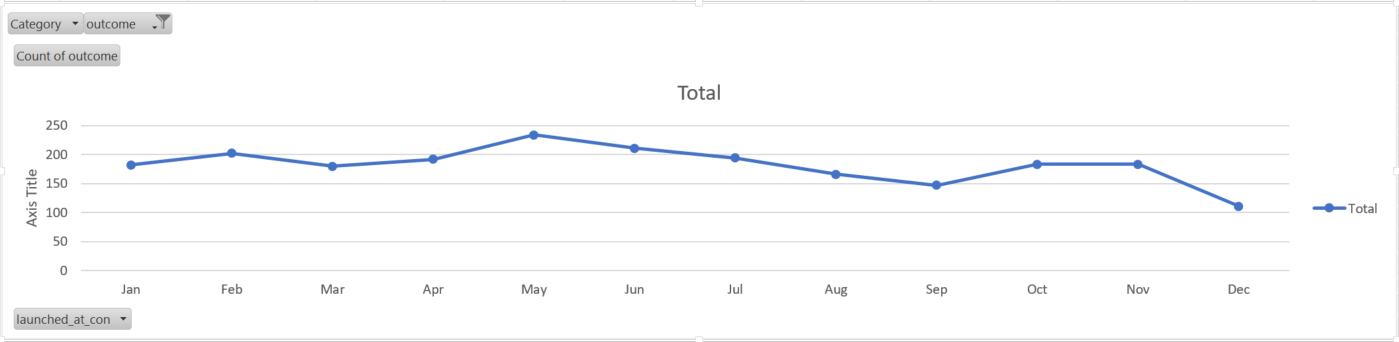 Category outcome
Count of outcome
Total
250
200
150
100
50
0
Axis Title
Total
Jan Feb Mar Apr May Jun Jul Aug Sep Oct Nov Dec
launched_at_con